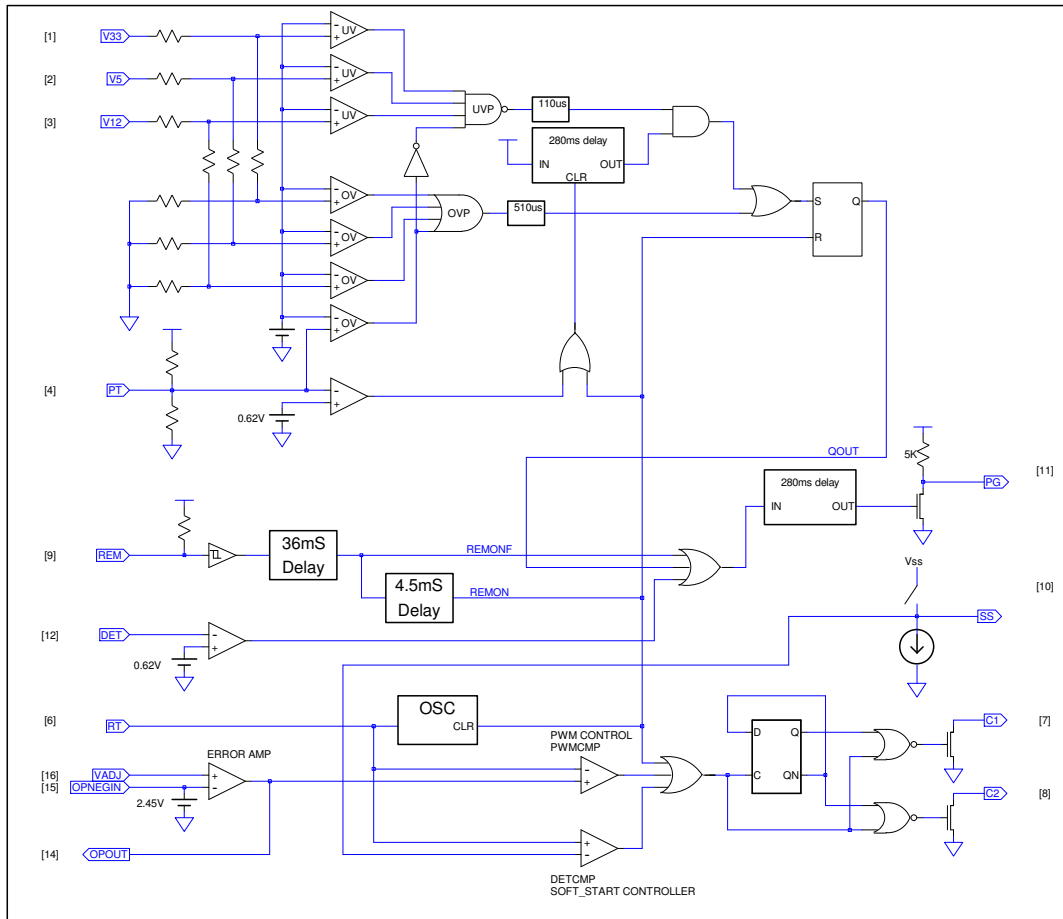 [1] V33 - + UV
[2] V5 - + UV
[3] V12 - + UV
UVP 110us
280ms delay
IN OUT
CLR
- + OV
- + OV
- + OV
- + OV
OVP 510us
S Q
R
[4] PT - +
0.62V
QOUT
5K
[11] PG
280ms delay
IN OUT
[9] REM
36mS
Delay
REMONF
4.5mS
Delay
REMON
Vss
[10] SS
[12] DET - +
0.62V
[6] RT
OSC
CLR
PWM CONTROL
PWMCMP
- +
ERROR AMP
[16] VADJ +
[15] OPNEGIN -
2.45V
D Q
C QN
C1 [7]
C2 [8]
[14] OPOUT
+ -
DETCMP
SOFT_START CONTROLLER